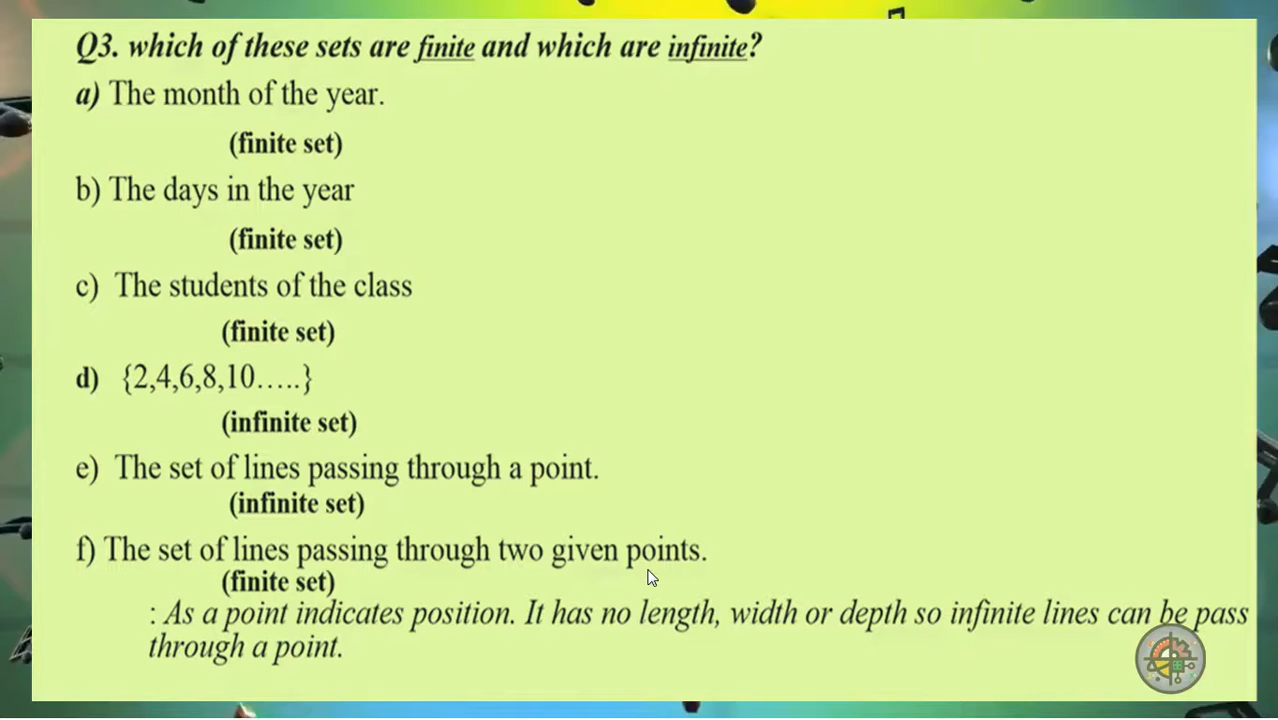 Q3. which of these sets are finite and which are infinite?
a) The month of the year.
(finite set)
b) The days in the year
(finite set)
c) The students of the class
(finite set)
d) {2,4,6,8,10.....}
(infinite set)
e) The set of lines passing through a point.
(infinite set)
f) The set of lines passing through two given points.
(finite set)
: As a point indicates position. It has no length, width or depth so infinite lines can be pass
through a point.